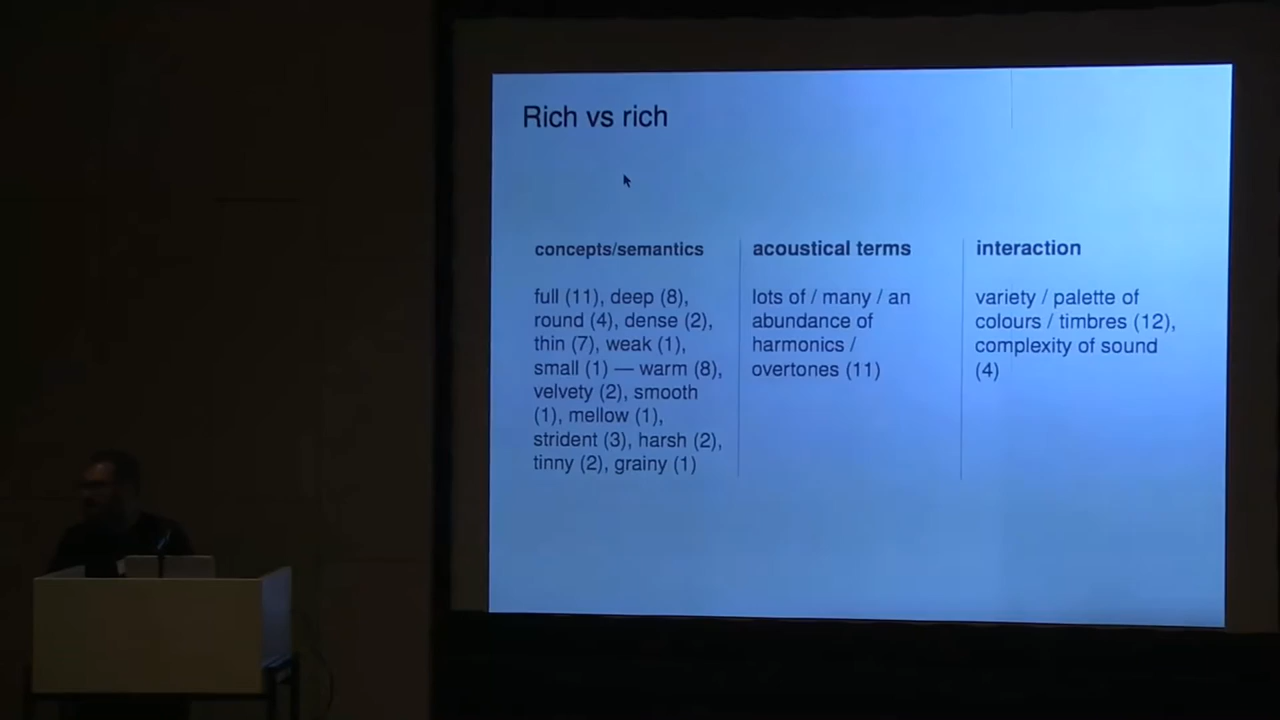 Rich vs rich
concepts/semantics
full (11), deep (8),
round (4), dense (2),
thin (7), weak (1),
small (1) — warm (8),
velvety (2), smooth
(1), mellow (1),
strident (3), harsh (2),
tinny (2), grainy (1)
acoustical terms
lots of / many / an
abundance of
harmonics /
overtones (11)
interaction
variety / palette of
colours / timbres (12),
complexity of sound
(4)